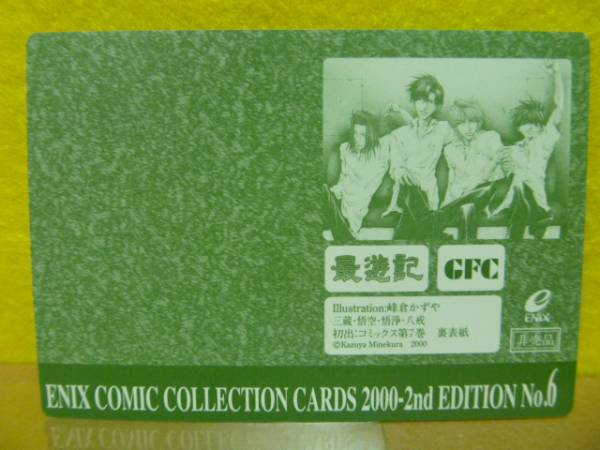 最遊記
GFC
Illustration:峰倉かずや
三蔵・悟空・悟浄・八戒
初出:コミックス第7巻 裏表紙
©Kazuya Minekura 2000
e
ENIX
非売品
ENIX COMIC COLLECTION CARDS 2000-2nd EDITION No.6